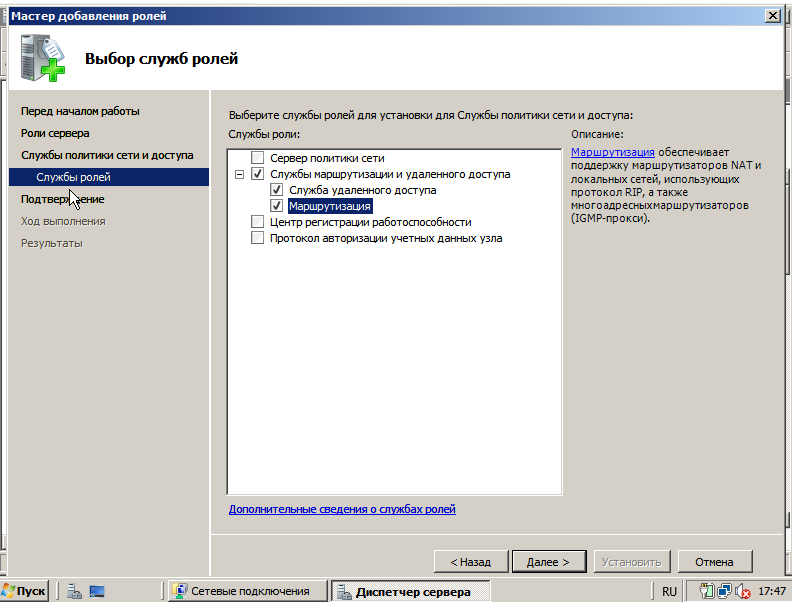 Мастер добавления ролей
Выбор служб ролей
Перед началом работы
Роли сервера
Службы политики сети и доступа
Службы ролей
Подтверждение
Ход выполнения
Результаты
Выберите службы ролей для установки для Службы политики сети и доступа:
Службы роли:
Сервер политики сети
Службы маршрутизации и удаленного доступа
Служба удаленного доступа
Маршрутизация
Центр регистрации работоспособности
Протокол авторизации учетных данных узла
Дополнительные сведения о службах ролей
Описание:
Маршрутизация обеспечивает
поддержку маршрутизаторов NAT и
локальных сетей, использующих
протокол RIP, а также
многоадресныхмаршрутизаторов
(IGMP-прокси).
< Назад
Далее >
Установить
Отмена
Пуск
Сетевые подключения
Диспетчер сервера
RU
17:47